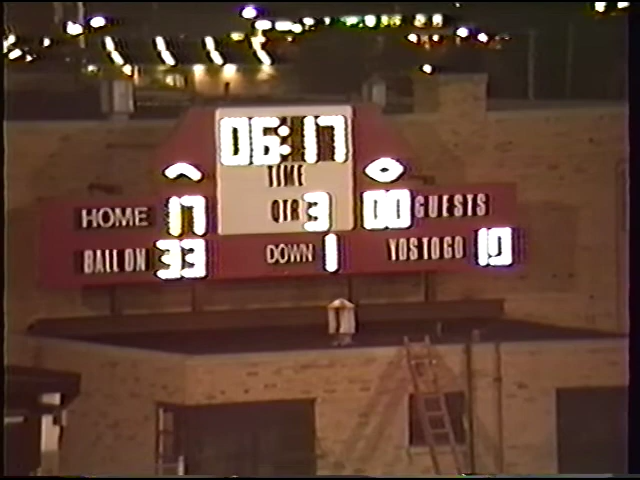 06:17
TIME
HOME 17 QTR 3 00 GUESTS
BALL ON 33 DOWN 1 YDS TO GO 10